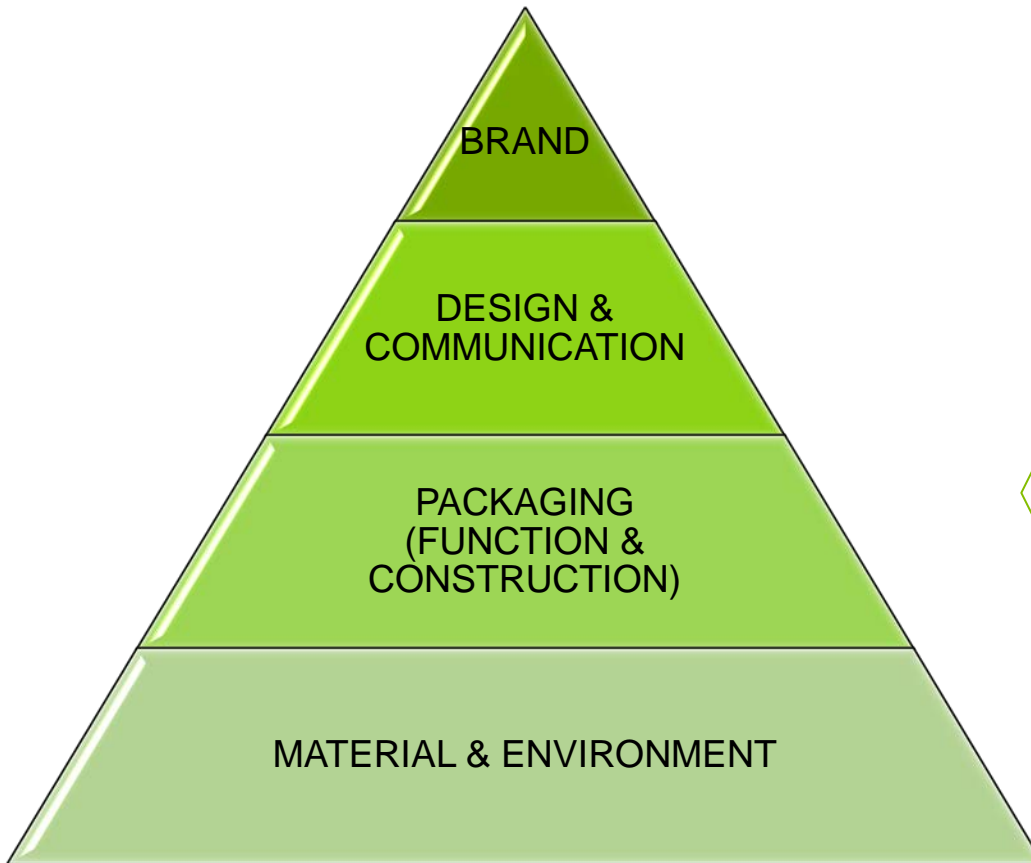 BRAND
DESIGN &
COMMUNICATION
PACKAGING
(FUNCTION &
CONSTRUCTION)
MATERIAL & ENVIRONMENT